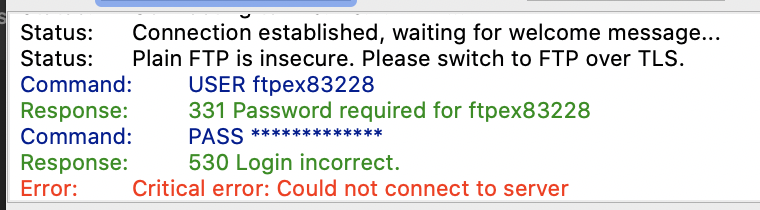 Status: Connection established, waiting for welcome message...
Status: Plain FTP is insecure. Please switch to FTP over TLS.
Command: USER ftpex83228
Response: 331 Password required for ftpex83228
Command: PASS *************
Response: 530 Login incorrect.
Error: Critical error: Could not connect to server